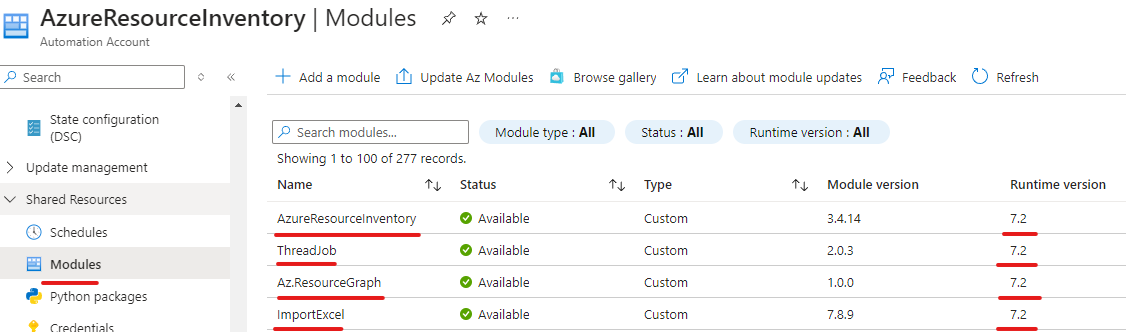 AzureResourceInventory | Modules
Automation Account
Search
Add a module
Update Az Modules
Browse gallery
Learn about module updates
Feedback
Refresh
State configuration
(DSC)
Update management
Shared Resources
Schedules
Modules
Python packages
Credentials
Search modules...
Module type : All
Status : All
Runtime version : All
Showing 1 to 100 of 277 records.
Name Status Type Module version Runtime version
AzureResourceInventory Available Custom 3.4.14 7.2
ThreadJob Available Custom 2.0.3 7.2
Az.ResourceGraph Available Custom 1.0.0 7.2
ImportExcel Available Custom 7.8.9 7.2